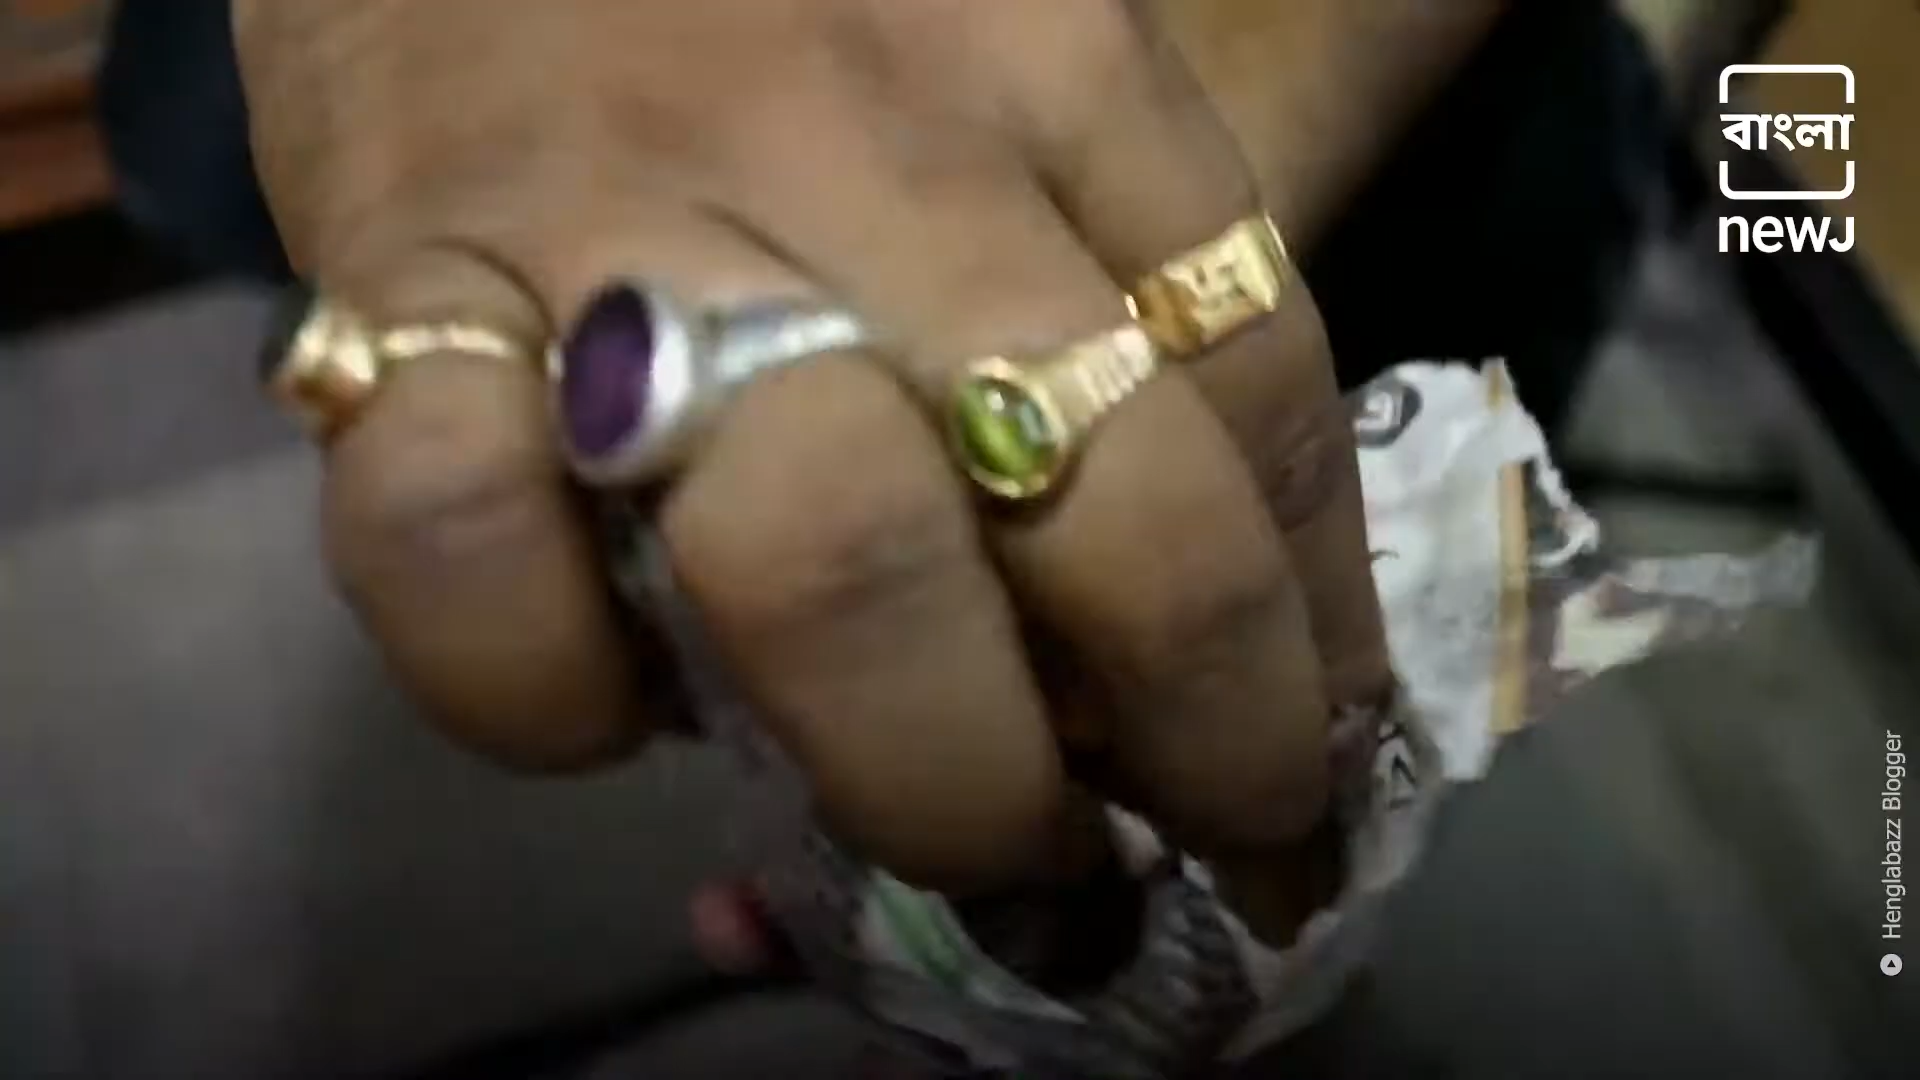 বাংলা
newJ
Henglabazz Blogger